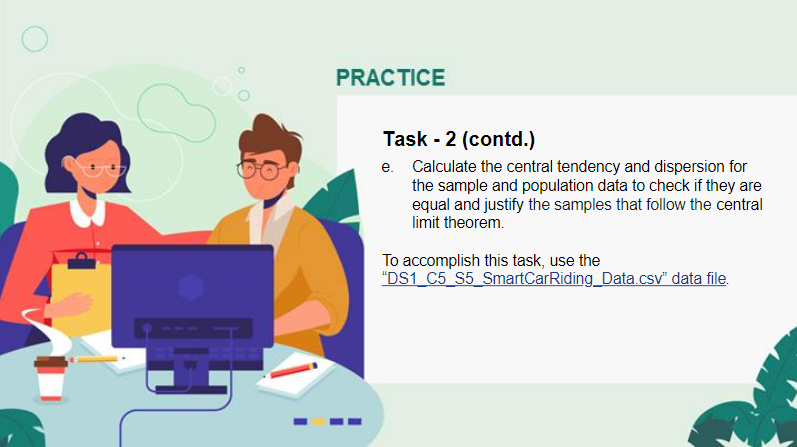 PRACTICE
Task - 2 (contd.)
e. Calculate the central tendency and dispersion for
the sample and population data to check if they are
equal and justify the samples that follow the central
limit theorem.
To accomplish this task, use the
“DS1_C5_S5_SmartCarRiding_Data.csv” data file.